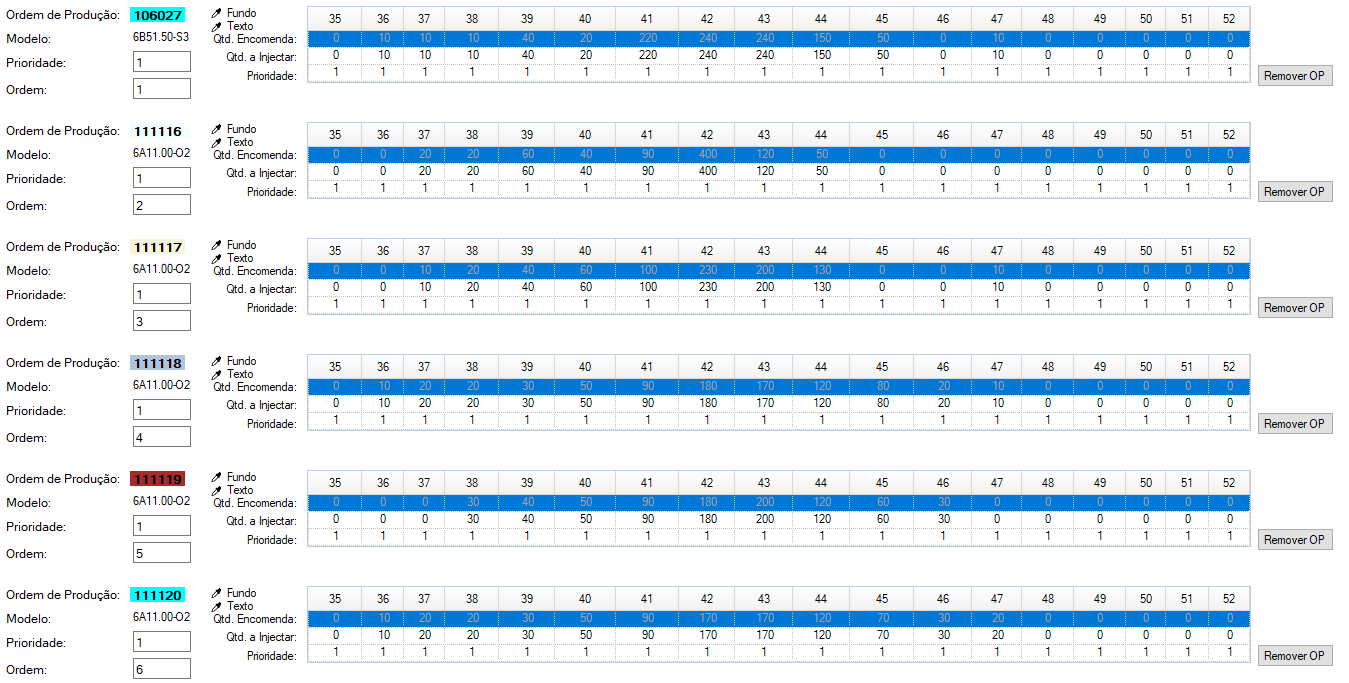 Ordem de Produção: 106027 Fundo 35 36 37 38 39 40 41 42 43 44 45 46 47 48 49 50 51 52
Texto
Modelo: 6B51.50-S3 Qtd. Encomenda: 0 10 10 10 40 20 220 240 240 150 50 0 10 0 0 0 0 0
Prioridade: 1 Qtd. a Injectar: 0 10 10 10 40 20 220 240 240 150 50 0 10 0 0 0 0 0
Prioridade: 1 1 1 1 1 1 1 1 1 1 1 1 1 1 1 1 1 1 Remover OP
Ordem: 1
Ordem de Produção: 111116 Fundo 35 36 37 38 39 40 41 42 43 44 45 46 47 48 49 50 51 52
Texto
Modelo: 6A11.00-O2 Qtd. Encomenda: 0 0 20 20 60 40 90 400 120 50 0 0 0 0 0 0 0 0
Prioridade: 1 Qtd. a Injectar: 0 0 20 20 60 40 90 400 120 50 0 0 0 0 0 0 0 0
Prioridade: 1 1 1 1 1 1 1 1 1 1 1 1 1 1 1 1 1 1 Remover OP
Ordem: 2
Ordem de Produção: 111117 Fundo 35 36 37 38 39 40 41 42 43 44 45 46 47 48 49 50 51 52
Texto
Modelo: 6A11.00-O2 Qtd. Encomenda: 0 0 10 20 40 60 100 230 200 130 0 0 10 0 0 0 0 0
Prioridade: 1 Qtd. a Injectar: 0 0 10 20 40 60 100 230 200 130 0 0 10 0 0 0 0 0
Prioridade: 1 1 1 1 1 1 1 1 1 1 1 1 1 1 1 1 1 1 Remover OP
Ordem: 3
Ordem de Produção: 111118 Fundo 35 36 37 38 39 40 41 42 43 44 45 46 47 48 49 50 51 52
Texto
Modelo: 6A11.00-O2 Qtd. Encomenda: 0 10 20 20 30 50 90 180 170 120 80 20 10 0 0 0 0 0
Prioridade: 1 Qtd. a Injectar: 0 10 20 20 30 50 90 180 170 120 80 20 10 0 0 0 0 0
Prioridade: 1 1 1 1 1 1 1 1 1 1 1 1 1 1 1 1 1 1 Remover OP
Ordem: 4
Ordem de Produção: 111119 Fundo 35 36 37 38 39 40 41 42 43 44 45 46 47 48 49 50 51 52
Texto
Modelo: 6A11.00-O2 Qtd. Encomenda: 0 0 0 30 40 50 90 180 200 120 60 30 0 0 0 0 0 0
Prioridade: 1 Qtd. a Injectar: 0 0 0 30 40 50 90 180 200 120 60 30 0 0 0 0 0 0
Prioridade: 1 1 1 1 1 1 1 1 1 1 1 1 1 1 1 1 1 1 Remover OP
Ordem: 5
Ordem de Produção: 111120 Fundo 35 36 37 38 39 40 41 42 43 44 45 46 47 48 49 50 51 52
Texto
Modelo: 6A11.00-O2 Qtd. Encomenda: 0 10 20 20 30 50 90 170 170 120 70 30 20 0 0 0 0 0
Prioridade: 1 Qtd. a Injectar: 0 10 20 20 30 50 90 170 170 120 70 30 20 0 0 0 0 0
Prioridade: 1 1 1 1 1 1 1 1 1 1 1 1 1 1 1 1 1 1 Remover OP
Ordem: 6